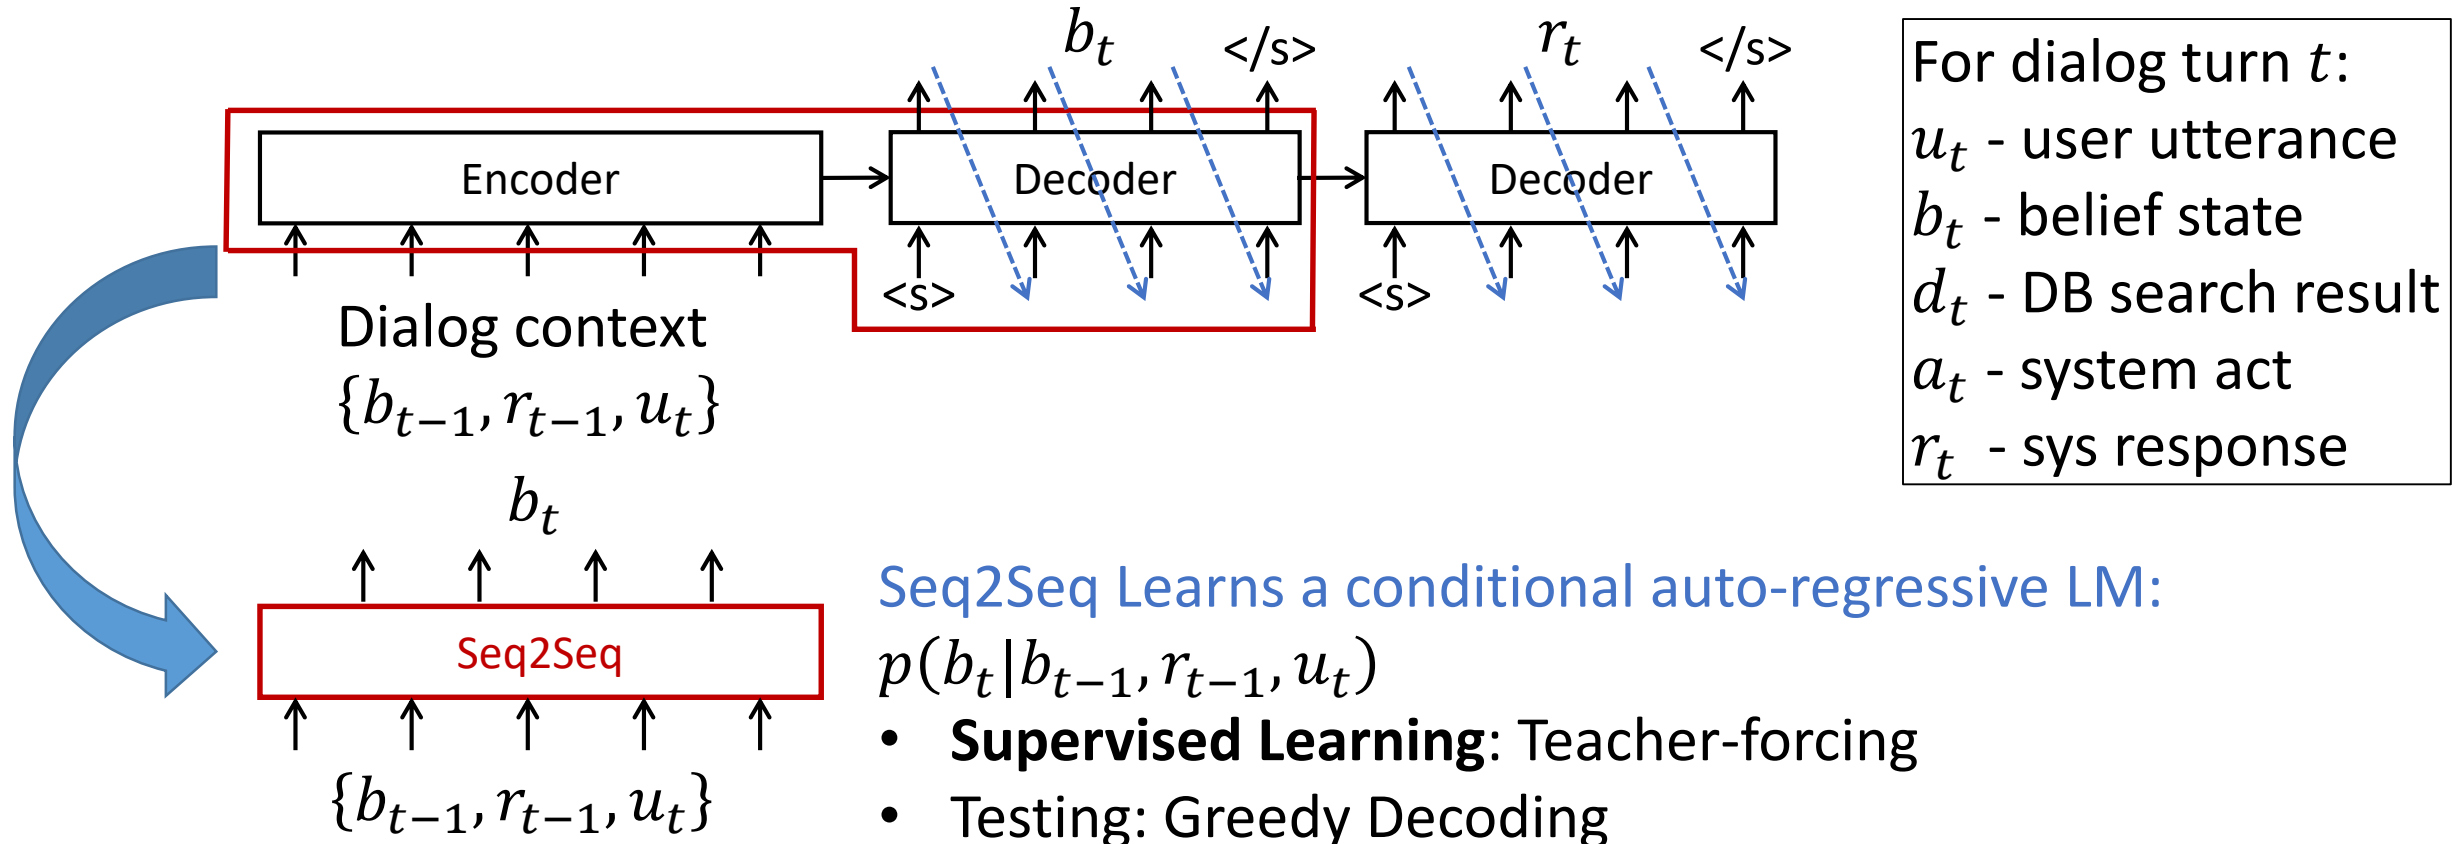 b_t </s> r_t </s>
Encoder Decoder Decoder
<s> <s>
Dialog context
{b_{t−1}, r_{t−1}, u_t}
For dialog turn t:
u_t - user utterance
b_t - belief state
d_t - DB search result
a_t - system act
r_t - sys response
b_t
Seq2Seq
{b_{t−1}, r_{t−1}, u_t}
Seq2Seq Learns a conditional auto-regressive LM:
p(b_t|b_{t−1}, r_{t−1}, u_t)
• Supervised Learning: Teacher-forcing
• Testing: Greedy Decoding